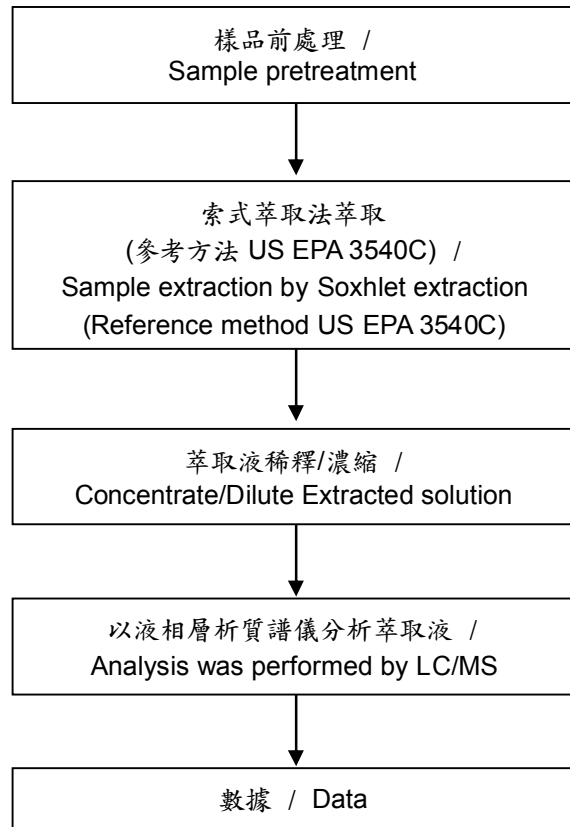 樣品前處理 /
Sample pretreatment
索式萃取法萃取
(參考方法 US EPA 3540C) /
Sample extraction by Soxhlet extraction
(Reference method US EPA 3540C)
萃取液稀釋/濃縮 /
Concentrate/Dilute Extracted solution
以液相層析質譜儀分析萃取液 /
Analysis was performed by LC/MS
數據 / Data